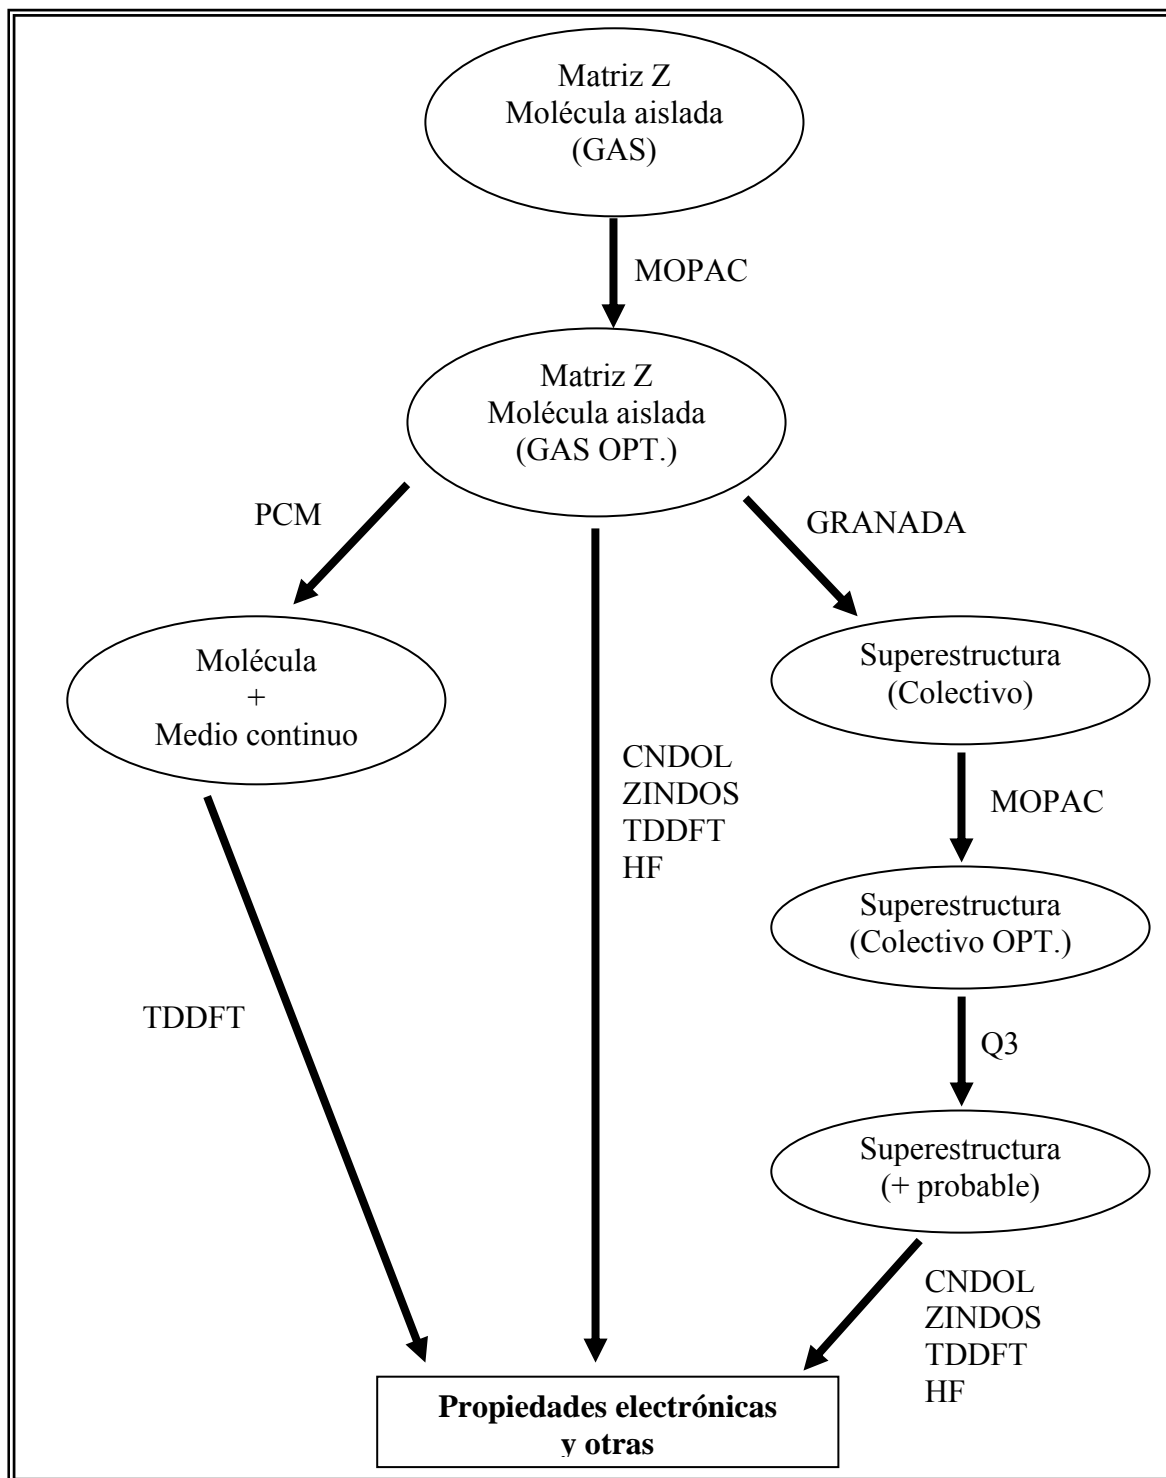 Matriz Z
Molécula aislada
(GAS)
MOPAC
Matriz Z
Molécula aislada
(GAS OPT.)
PCM
GRANADA
Molécula
+
Medio continuo
Superestructura
(Colectivo)
CNDOL
ZINDOS
TDDFT
HF
MOPAC
Superestructura
(Colectivo OPT.)
TDDFT
Q3
Superestructura
(+ probable)
CNDOL
ZINDOS
TDDFT
HF
Propiedades electrónicas
y otras